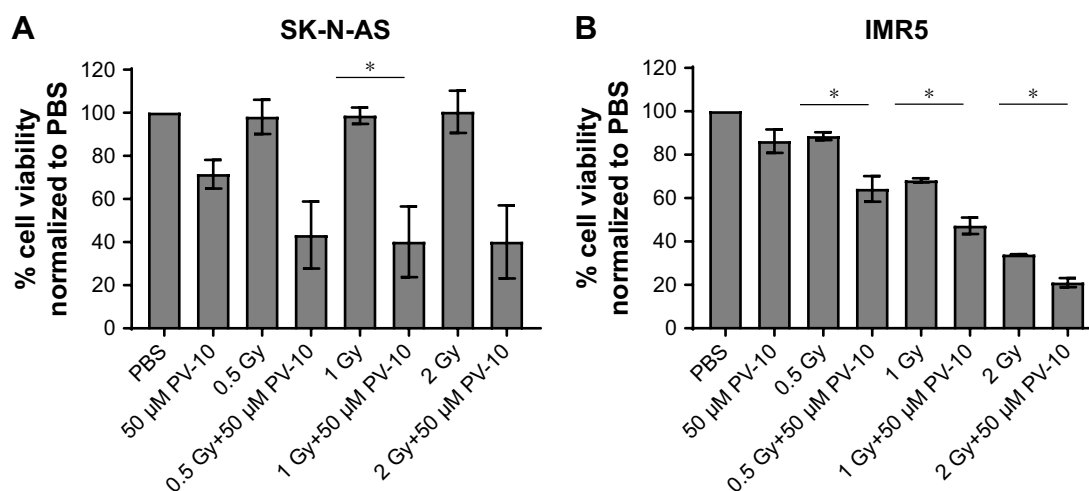 A
SK-N-AS
% cell viability
normalized to PBS
120
100
80
60
40
20
0
*
PBS
50 µM PV-10
0.5 Gy
0.5 Gy+50 µM PV-10
1 Gy
1 Gy+50 µM PV-10
2 Gy
2 Gy+50 µM PV-10
B
IMR5
% cell viability
normalized to PBS
120
100
80
60
40
20
0
*
*
*
PBS
50 µM PV-10
0.5 Gy
0.5 Gy+50 µM PV-10
1 Gy
1 Gy+50 µM PV-10
2 Gy
2 Gy+50 µM PV-10